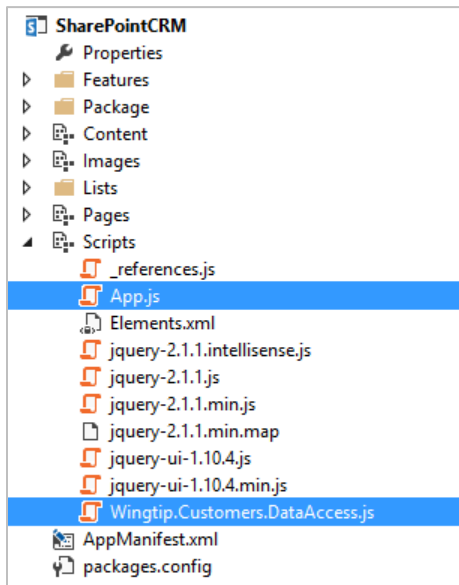 SharePointCRM
Properties
Features
Package
Content
Images
Lists
Pages
Scripts
_references.js
App.js
Elements.xml
jquery-2.1.1.intellisense.js
jquery-2.1.1.js
jquery-2.1.1.min.js
jquery-2.1.1.min.map
jquery-ui-1.10.4.js
jquery-ui-1.10.4.min.js
Wingtip.Customers.DataAccess.js
AppManifest.xml
packages.config